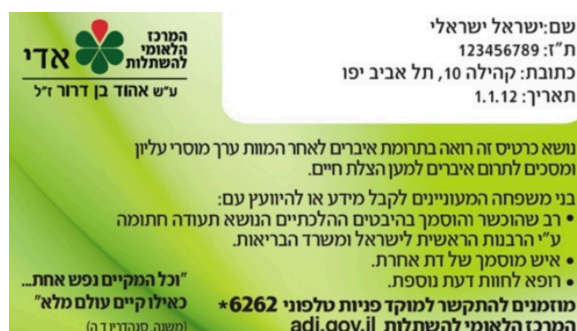 שם:ישראל ישראלי
ת"ז: 123456789
כתובת: קהילה 10, תל אביב יפו
תאריך: 1.1.12
המרכז
הלאומי
להשתלות
אדי
ע"ש אהוד בן דרור ז"ל
נושא כרטיס זה רואה בתרומת איברים לאחר המוות ערך מוסרי עליון
ומסכים לתרום איברים למען הצלת חיים.
בני משפחה המעוניינים לקבל מידע או להיוועץ עם:
• רב שהוכשר והוסמך בהיבטים ההלכתיים הנושא תעודה חתומה
ע"י הרבנות הראשית לישראל ומשרד הבריאות.
• איש מוסמך של דת אחרת.
• רופא לחוות דעת נוספת.
מוזמנים להתקשר למוקד פניות טלפוני 6262*
המרכז הלאומי להשתלות adi.gov.il
"וכל המקיים נפש אחת...
כאילו קיים עולם מלא"
(משנה, סנהדרין ד ה)